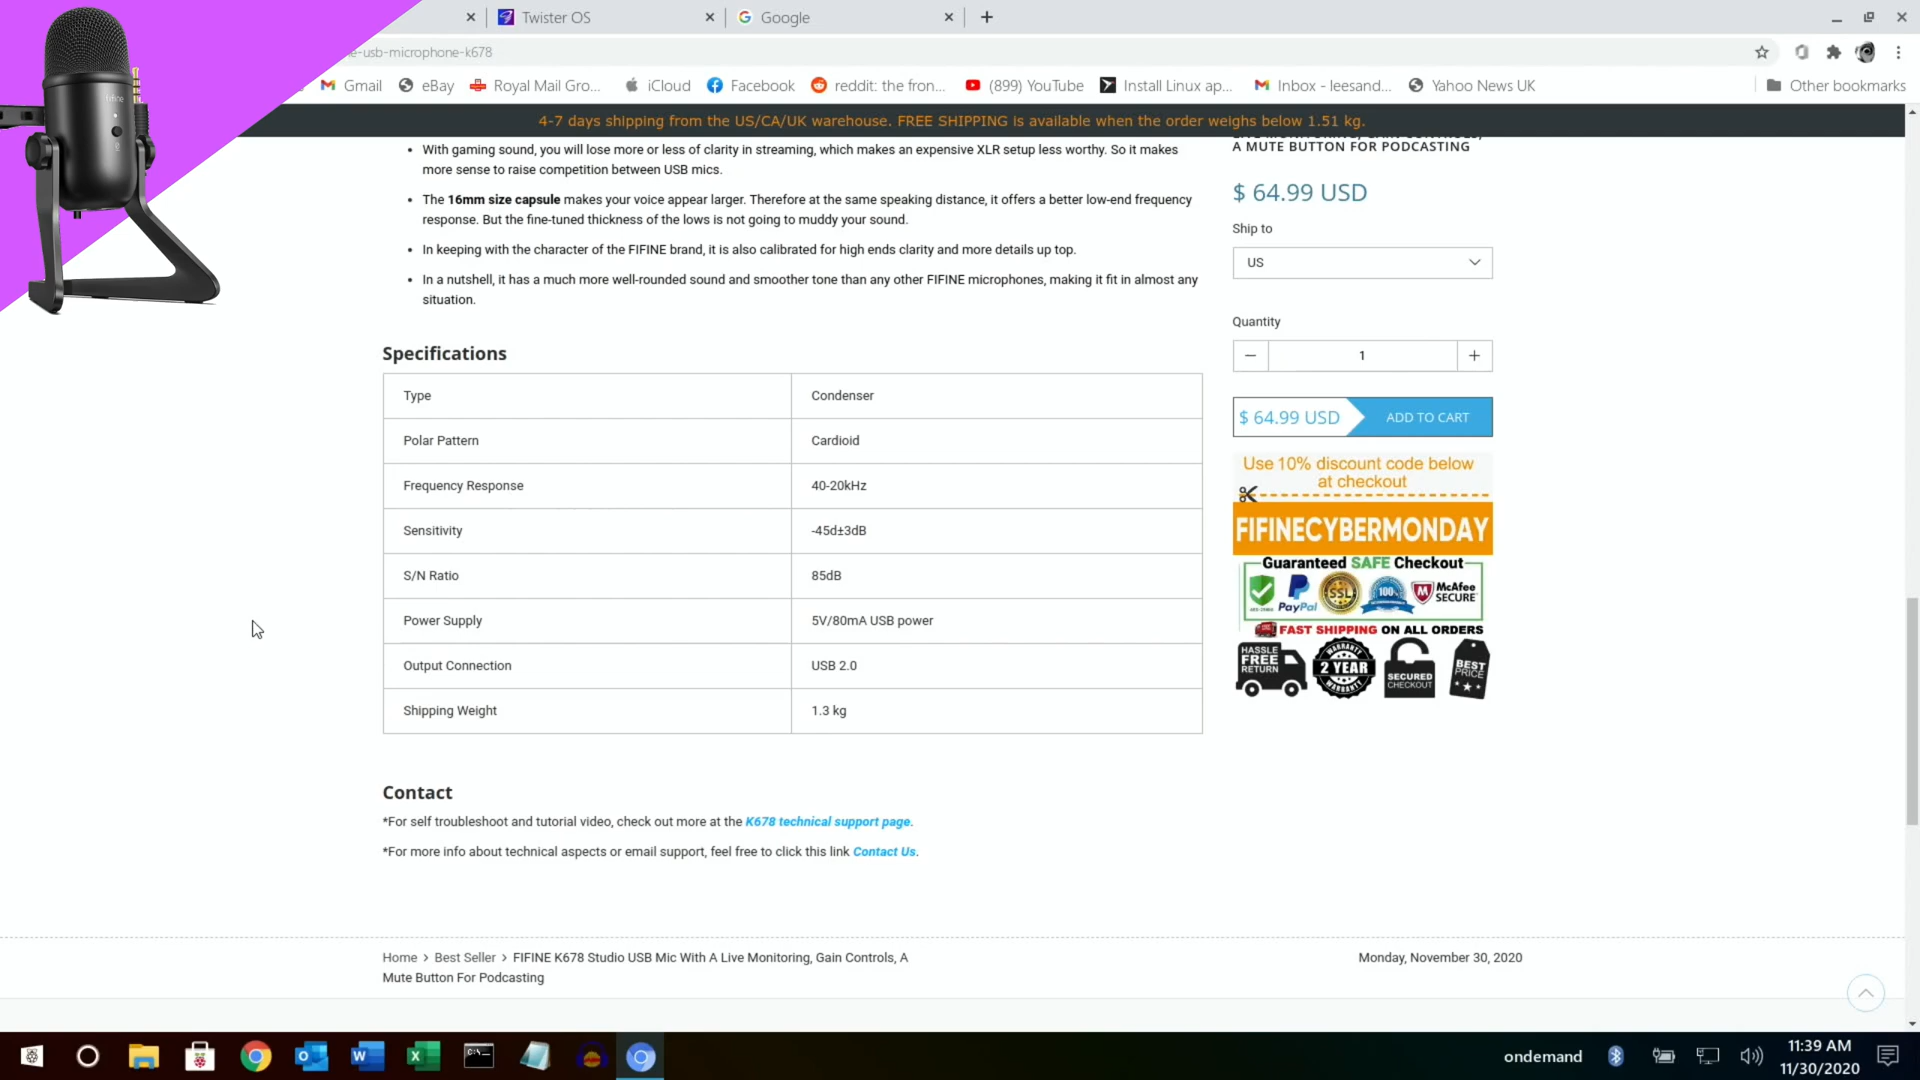 Twister OS
Google
e-usb-microphone-k678
Gmail
eBay
Royal Mail Gro...
iCloud
Facebook
reddit: the fron...
(899) YouTube
Install Linux ap...
Inbox - leesand...
Yahoo News UK
Other bookmarks
4-7 days shipping from the US/CA/UK warehouse. FREE SHIPPING is available when the order weighs below 1.51 kg.
With gaming sound, you will lose more or less of clarity in streaming, which makes an expensive XLR setup less worthy. So it makes
more sense to raise competition between USB mics.
The 16mm size capsule makes your voice appear larger. Therefore at the same speaking distance, it offers a better low-end frequency
response. But the fine-tuned thickness of the lows is not going to muddy your sound.
In keeping with the character of the FIFINE brand, it is also calibrated for high ends clarity and more details up top.
In a nutshell, it has a much more well-rounded sound and smoother tone than any other FIFINE microphones, making it fit in almost any
situation.
Specifications
Type Condenser
Polar Pattern Cardioid
Frequency Response 40-20kHz
Sensitivity -45d±3dB
S/N Ratio 85dB
Power Supply 5V/80mA USB power
Output Connection USB 2.0
Shipping Weight 1.3 kg
Contact
*For self troubleshoot and tutorial video, check out more at the K678 technical support page.
*For more info about technical aspects or email support, feel free to click this link Contact Us.
A MUTE BUTTON FOR PODCASTING
$ 64.99 USD
Ship to
US
Quantity
1
$ 64.99 USD ADD TO CART
Use 10% discount code below
at checkout
FIFINECYBERMONDAY
Guaranteed SAFE Checkout
PayPal
SSL
100%
McAfee
SECURE
FAST SHIPPING ON ALL ORDERS
HASSLE
FREE
RETURN
WARRANTY
2 YEAR
WARRANTY
SECURED
CHECKOUT
BEST
PRICE
Home > Best Seller > FIFINE K678 Studio USB Mic With A Live Monitoring, Gain Controls, A
Mute Button For Podcasting
Monday, November 30, 2020
ondemand
11:39 AM
11/30/2020